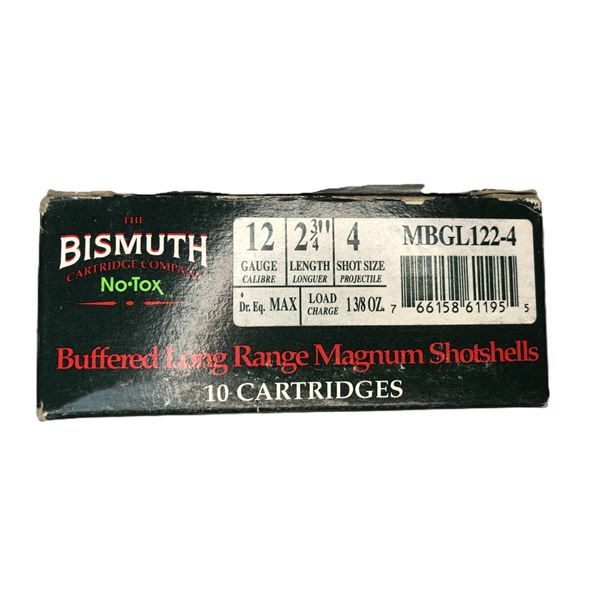 THE
BISMUTH
CARTRIDGE COMPANY
No•Tox
12 2 3/4" 4 MBGL122-4
GAUGE LENGTH SHOT SIZE
CALIBRE LONGUER PROJECTILE
Dr. Eq. MAX LOAD 1 3/8 OZ.
CHARGE
7 66158 61195 5
Buffered Long Range Magnum Shotshells
10 CARTRIDGES